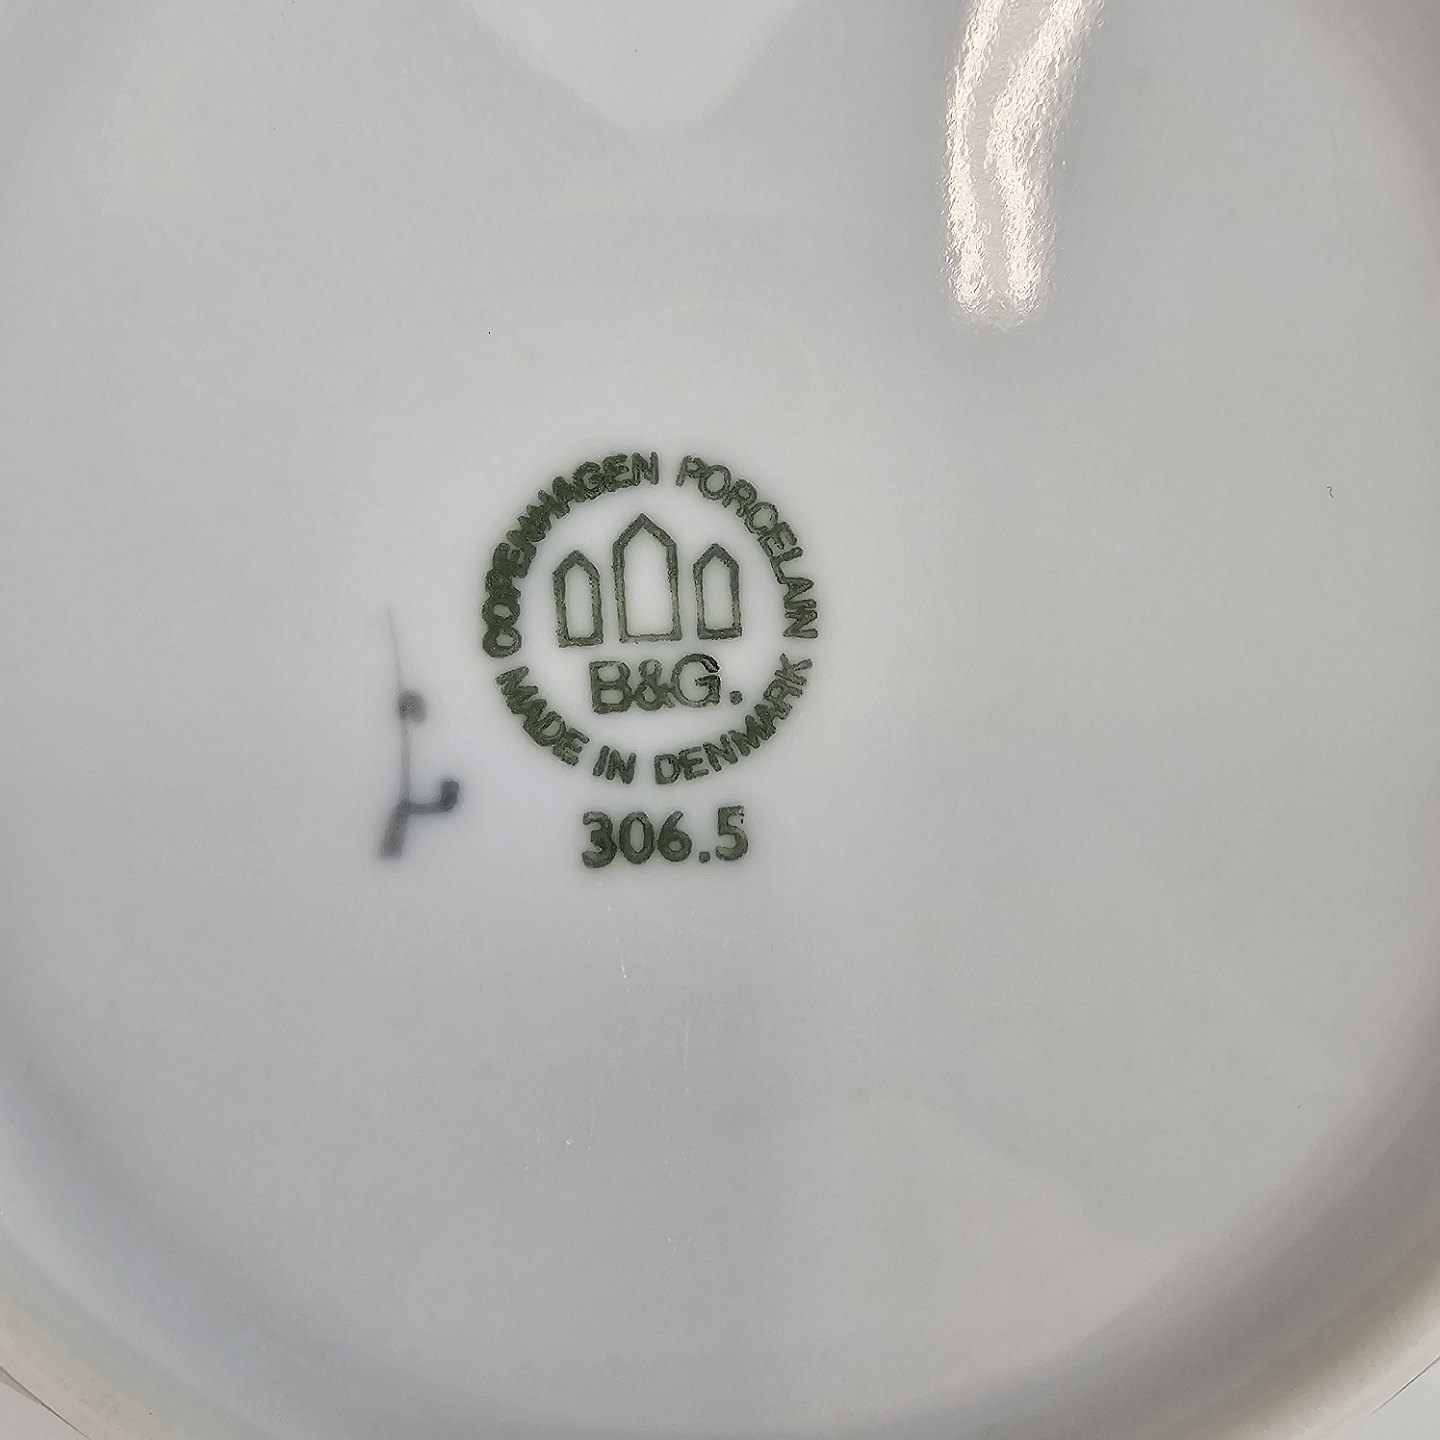 COPENHAGEN PORCELAIN
B&G.
MADE IN DENMARK
306.5